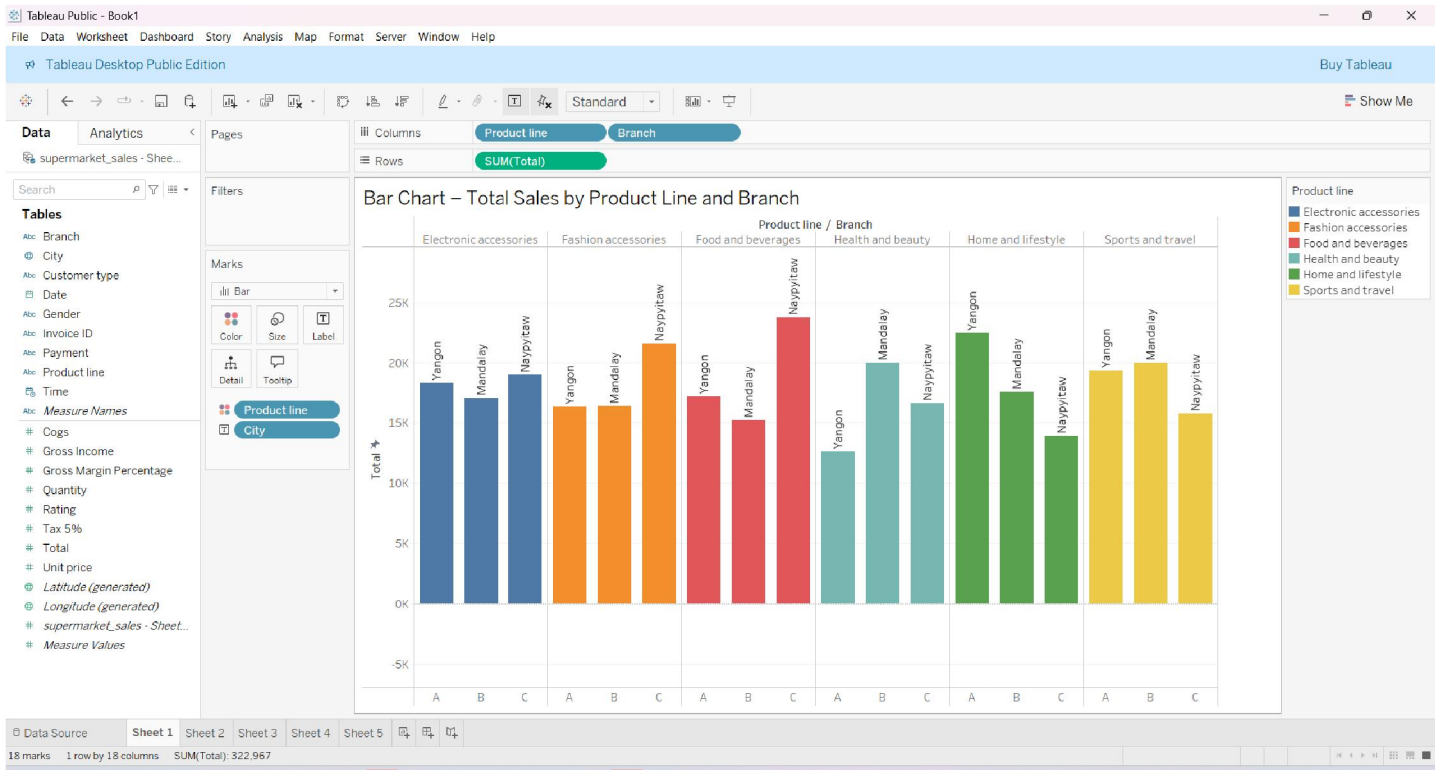 Tableau Public - Book1
File Data Worksheet Dashboard Story Analysis Map Format Server Window Help
Tableau Desktop Public Edition
Buy Tableau
Standard
Show Me
Data Analytics
supermarket_sales - Shee...
Search
Tables
Abc Branch
City
Abc Customer type
Date
Abc Gender
Abc Invoice ID
Abc Payment
Abc Product line
Time
Abc Measure Names
# Cogs
# Gross Income
# Gross Margin Percentage
# Quantity
# Rating
# Tax 5%
# Total
# Unit price
Latitude (generated)
Longitude (generated)
# supermarket_sales - Sheet...
# Measure Values
Pages
Filters
Marks
Bar
Color Size Label
Detail Tooltip
Product line
City
Columns Product line Branch
Rows SUM(Total)
Bar Chart – Total Sales by Product Line and Branch
Product line / Branch
Electronic accessories Fashion accessories Food and beverages Health and beauty Home and lifestyle Sports and travel
25K
20K
15K
10K
5K
0K
-5K
Total
Yangon
Mandalay
Naypyitaw
Yangon
Mandalay
Naypyitaw
Yangon
Mandalay
Naypyitaw
Yangon
Mandalay
Naypyitaw
Yangon
Mandalay
Naypyitaw
Yangon
Mandalay
Naypyitaw
A B C A B C A B C A B C A B C A B C
Product line
Electronic accessories
Fashion accessories
Food and beverages
Health and beauty
Home and lifestyle
Sports and travel
Data Source Sheet 1 Sheet 2 Sheet 3 Sheet 4 Sheet 5
18 marks 1 row by 18 columns SUM(Total): 322,967